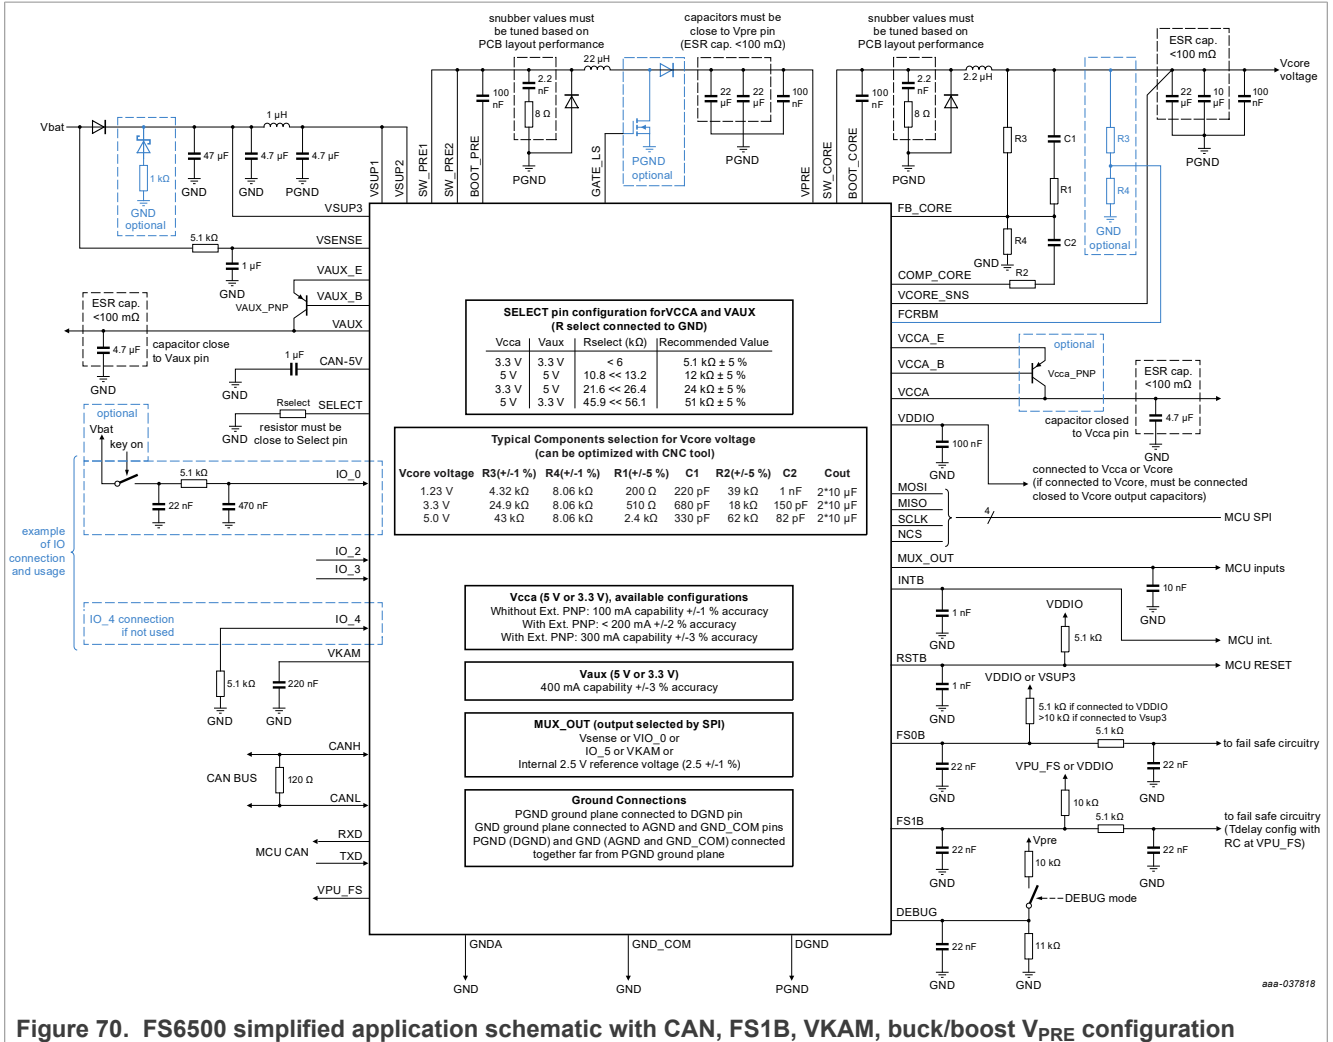 snubber values must
be tuned based on
PCB layout performance
capacitors must be
close to Vpre pin
(ESR cap. <100 mΩ)
snubber values must
be tuned based on
PCB layout performance
ESR cap.
<100 mΩ
22 µH
2.2 µH
Vcore
voltage
100
nF
2.2
nF
8 Ω
PGND
PGND
optional
22
µF
22
µF
100
nF
PGND
100
nF
2.2
nF
8 Ω
PGND
R3
C1
R1
R4
C2
GND
R2
R3
R4
GND
optional
22
µF
10
µF
100
nF
PGND
Vbat
1 µH
1 kΩ
GND
optional
47 µF
GND
4.7 µF
GND
4.7 µF
PGND
VSUP1
VSUP2
SW_PRE1
SW_PRE2
BOOT_PRE
GATE_LS
VPRE
SW_CORE
BOOT_CORE
VSUP3
5.1 kΩ
VSENSE
1 µF
GND
VAUX_E
VAUX_PNP
VAUX_B
VAUX
ESR cap.
<100 mΩ
4.7 µF
GND
capacitor close
to Vaux pin
1 µF
CAN-5V
GND
Rselect
SELECT
GND
resistor must be
close to Select pin
optional
Vbat
key on
5.1 kΩ
IO_0
22 nF
GND
470 nF
GND
example
of IO
connection
and usage
IO_2
IO_3
IO_4 connection
if not used
IO_4
VKAM
5.1 kΩ
GND
220 nF
GND
CANH
CAN BUS
120 Ω
CANL
RXD
MCU CAN
TXD
VPU_FS
SELECT pin configuration forVCCA and VAUX
(R select connected to GND)
Vcca Vaux Rselect (kΩ) Recommended Value
3.3 V 3.3 V < 6 5.1 kΩ ± 5 %
5 V 5 V 10.8 << 13.2 12 kΩ ± 5 %
3.3 V 5 V 21.6 << 26.4 24 kΩ ± 5 %
5 V 3.3 V 45.9 << 56.1 51 kΩ ± 5 %
Typical Components selection for Vcore voltage
(can be optimized with CNC tool)
Vcore voltage R3(+/-1 %) R4(+/-1 %) R1(+/-5 %) C1 R2(+/-5 %) C2 Cout
1.23 V 4.32 kΩ 8.06 kΩ 200 Ω 220 pF 39 kΩ 1 nF 2*10 µF
3.3 V 24.9 kΩ 8.06 kΩ 510 Ω 680 pF 18 kΩ 150 pF 2*10 µF
5.0 V 43 kΩ 8.06 kΩ 2.4 kΩ 330 pF 62 kΩ 82 pF 2*10 µF
Vcca (5 V or 3.3 V), available configurations
Whithout Ext. PNP: 100 mA capability +/-1 % accuracy
With Ext. PNP: < 200 mA +/-2 % accuracy
With Ext. PNP: 300 mA capability +/-3 % accuracy
Vaux (5 V or 3.3 V)
400 mA capability +/-3 % accuracy
MUX_OUT (output selected by SPI)
Vsense or VIO_0 or
IO_5 or VKAM or
Internal 2.5 V reference voltage (2.5 +/-1 %)
Ground Connections
PGND ground plane connected to DGND pin
GND ground plane connected to AGND and GND_COM pins
PGND (DGND) and GND (AGND and GND_COM) connected
together far from PGND ground plane
FB_CORE
COMP_CORE
VCORE_SNS
FCRBM
VCCA_E
optional
VCCA_B
Vcca_PNP
VCCA
ESR cap.
<100 mΩ
4.7 µF
GND
capacitor closed
to Vcca pin
VDDIO
100 nF
GND
connected to Vcca or Vcore
(if connected to Vcore, must be connected
closed to Vcore output capacitors)
MOSI
MISO
SCLK
NCS
4
MCU SPI
MUX_OUT
MCU inputs
10 nF
GND
INTB
1 nF
GND
MCU int.
VDDIO
5.1 kΩ
RSTB
MCU RESET
1 nF
GND
VDDIO or VSUP3
5.1 kΩ if connected to VDDIO
>10 kΩ if connected to Vsup3
FS0B
5.1 kΩ
to fail safe circuitry
22 nF
GND
22 nF
GND
VPU_FS or VDDIO
10 kΩ
FS1B
5.1 kΩ
to fail safe circuitry
(Tdelay config with
RC at VPU_FS)
22 nF
GND
22 nF
GND
Vpre
10 kΩ
DEBUG mode
DEBUG
22 nF
GND
11 kΩ
GND
GNDA
GND
GND_COM
GND
DGND
PGND
aaa-037818
Figure 70. FS6500 simplified application schematic with CAN, FS1B, VKAM, buck/boost VPRE configuration